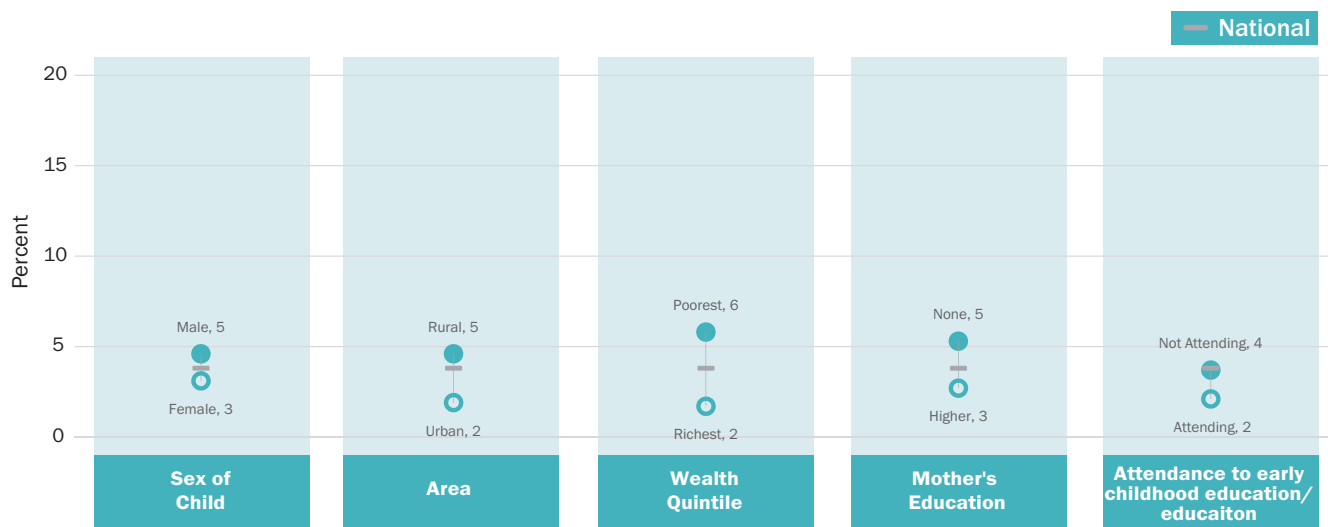 National
20
15
10
5
0
Percent
Male, 5
Female, 3
Rural, 5
Urban, 2
Poorest, 6
Richest, 2
None, 5
Higher, 3
Not Attending, 4
Attending, 2
Sex of
Child
Area
Wealth
Quintile
Mother's
Education
Attendance to early
childhood education/
educaiton